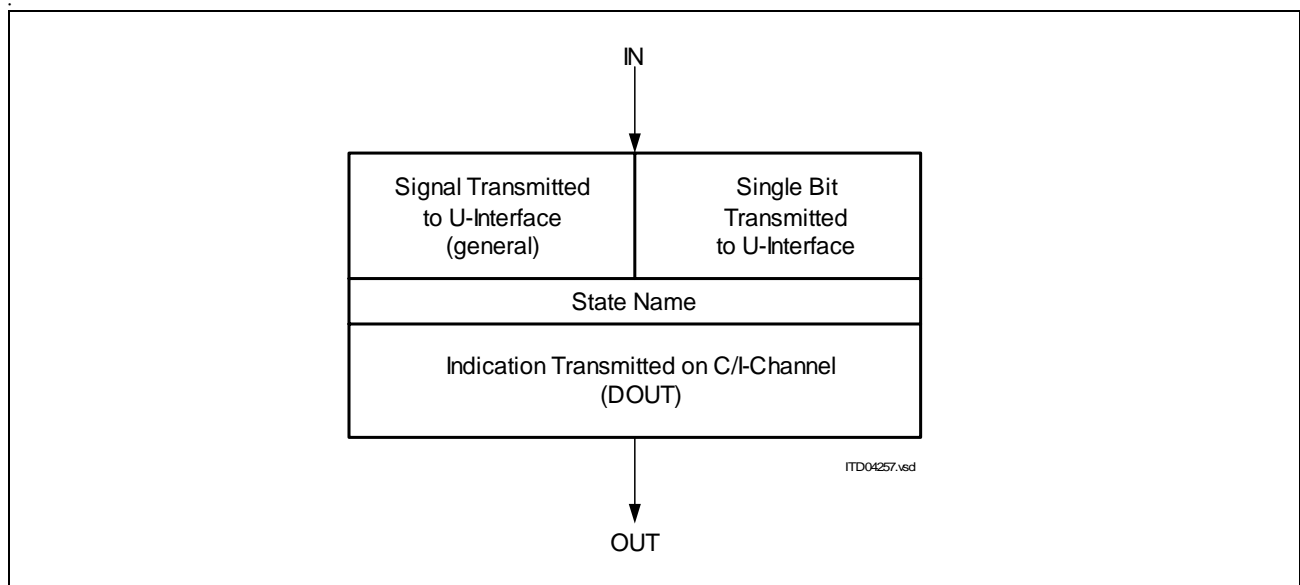 .
IN
Signal Transmitted
to U-Interface
(general)
Single Bit
Transmitted
to U-Interface
State Name
Indication Transmitted on C/I-Channel
(DOUT)
ITD04257.vsd
OUT